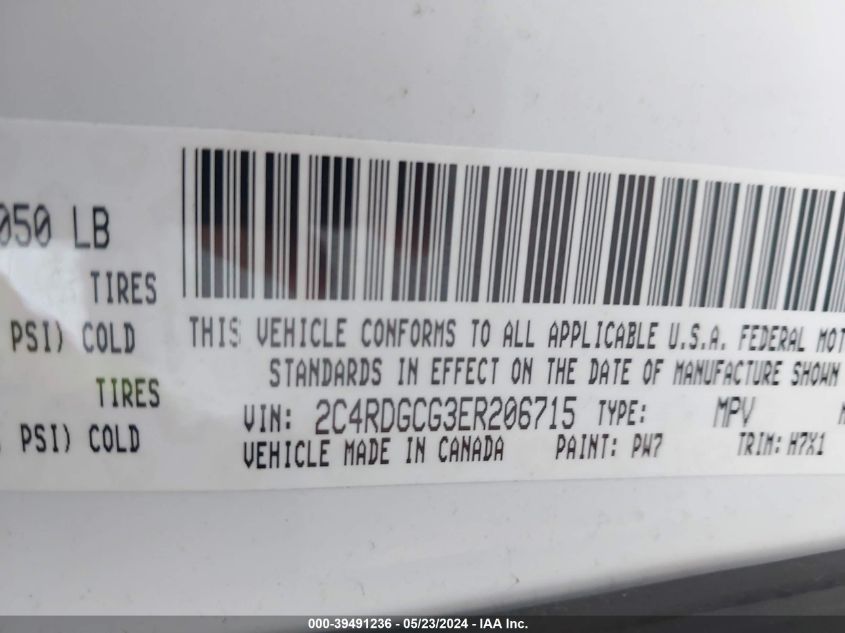 050 LB
TIRES
PSI) COLD
TIRES
PSI) COLD
THIS VEHICLE CONFORMS TO ALL APPLICABLE U.S.A. FEDERAL MOT
STANDARDS IN EFFECT ON THE DATE OF MANUFACTURE SHOWN
VIN: 2C4RDGCG3ER206715 TYPE: MPV
VEHICLE MADE IN CANADA PAINT: PW7 TRIM: H7X1
000-39491236 - 05/23/2024 - IAA Inc.